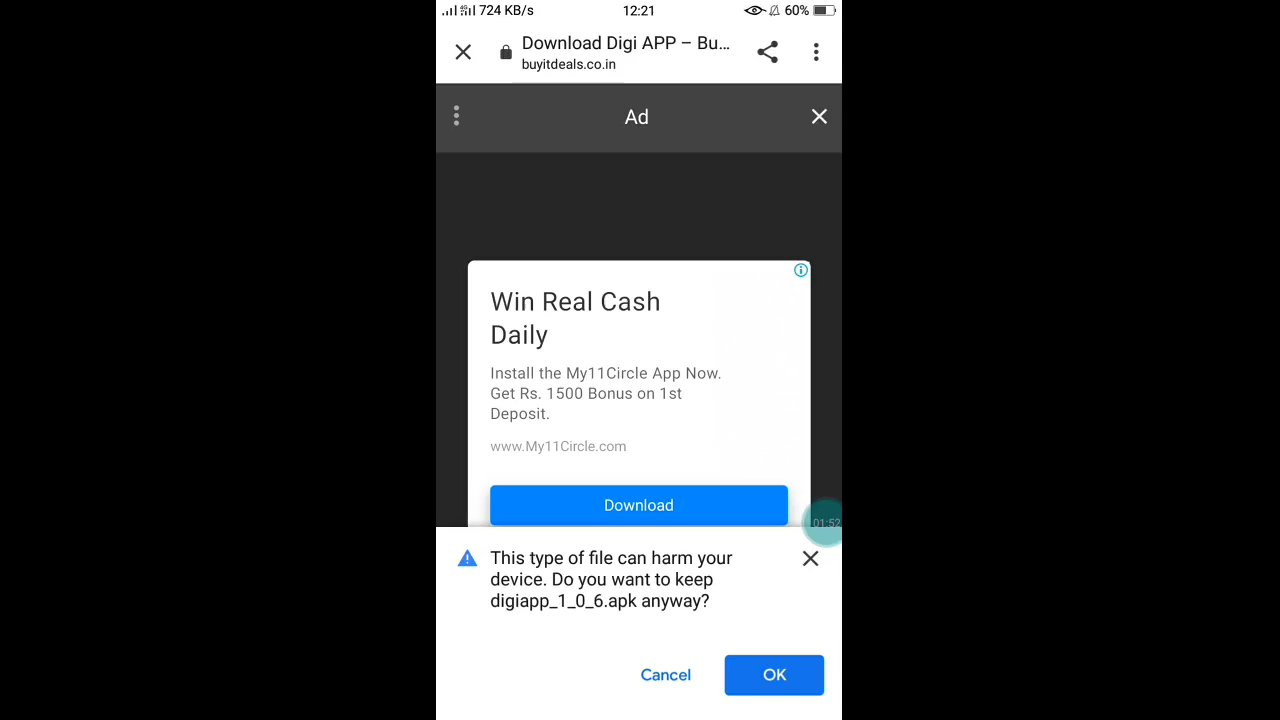 724 KB/s 12:21 60%
Download Digi APP – Bu...
buyitdeals.co.in
Ad
Win Real Cash
Daily
Install the My11Circle App Now.
Get Rs. 1500 Bonus on 1st
Deposit.
www.My11Circle.com
Download
01:52
This type of file can harm your
device. Do you want to keep
digiapp_1_0_6.apk anyway?
Cancel OK